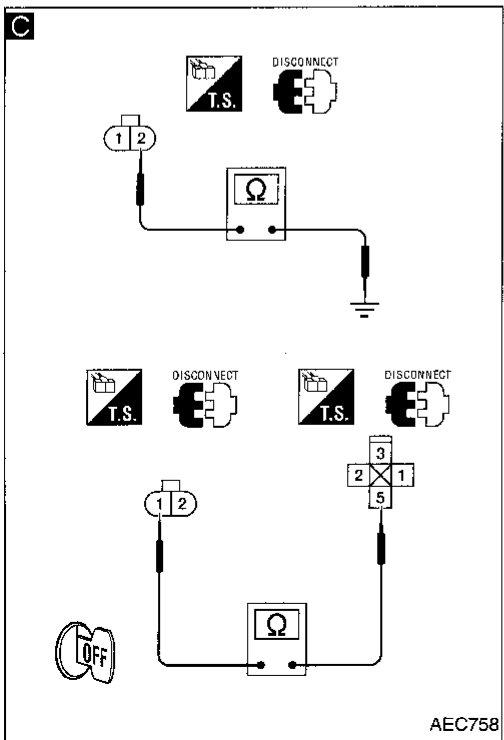 C
DISCONNECT
T.S.
1 2
Ω
DISCONNECT
DISCONNECT
T.S.
T.S.
3
2 1
5
1 2
Ω
OFF
AEC758